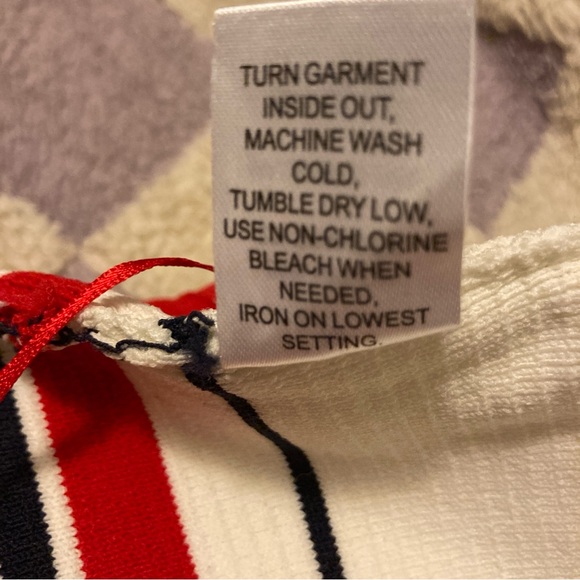 TURN GARMENT
INSIDE OUT,
MACHINE WASH
COLD,
TUMBLE DRY LOW,
USE NON-CHLORINE
BLEACH WHEN
NEEDED,
IRON ON LOWEST
SETTING.